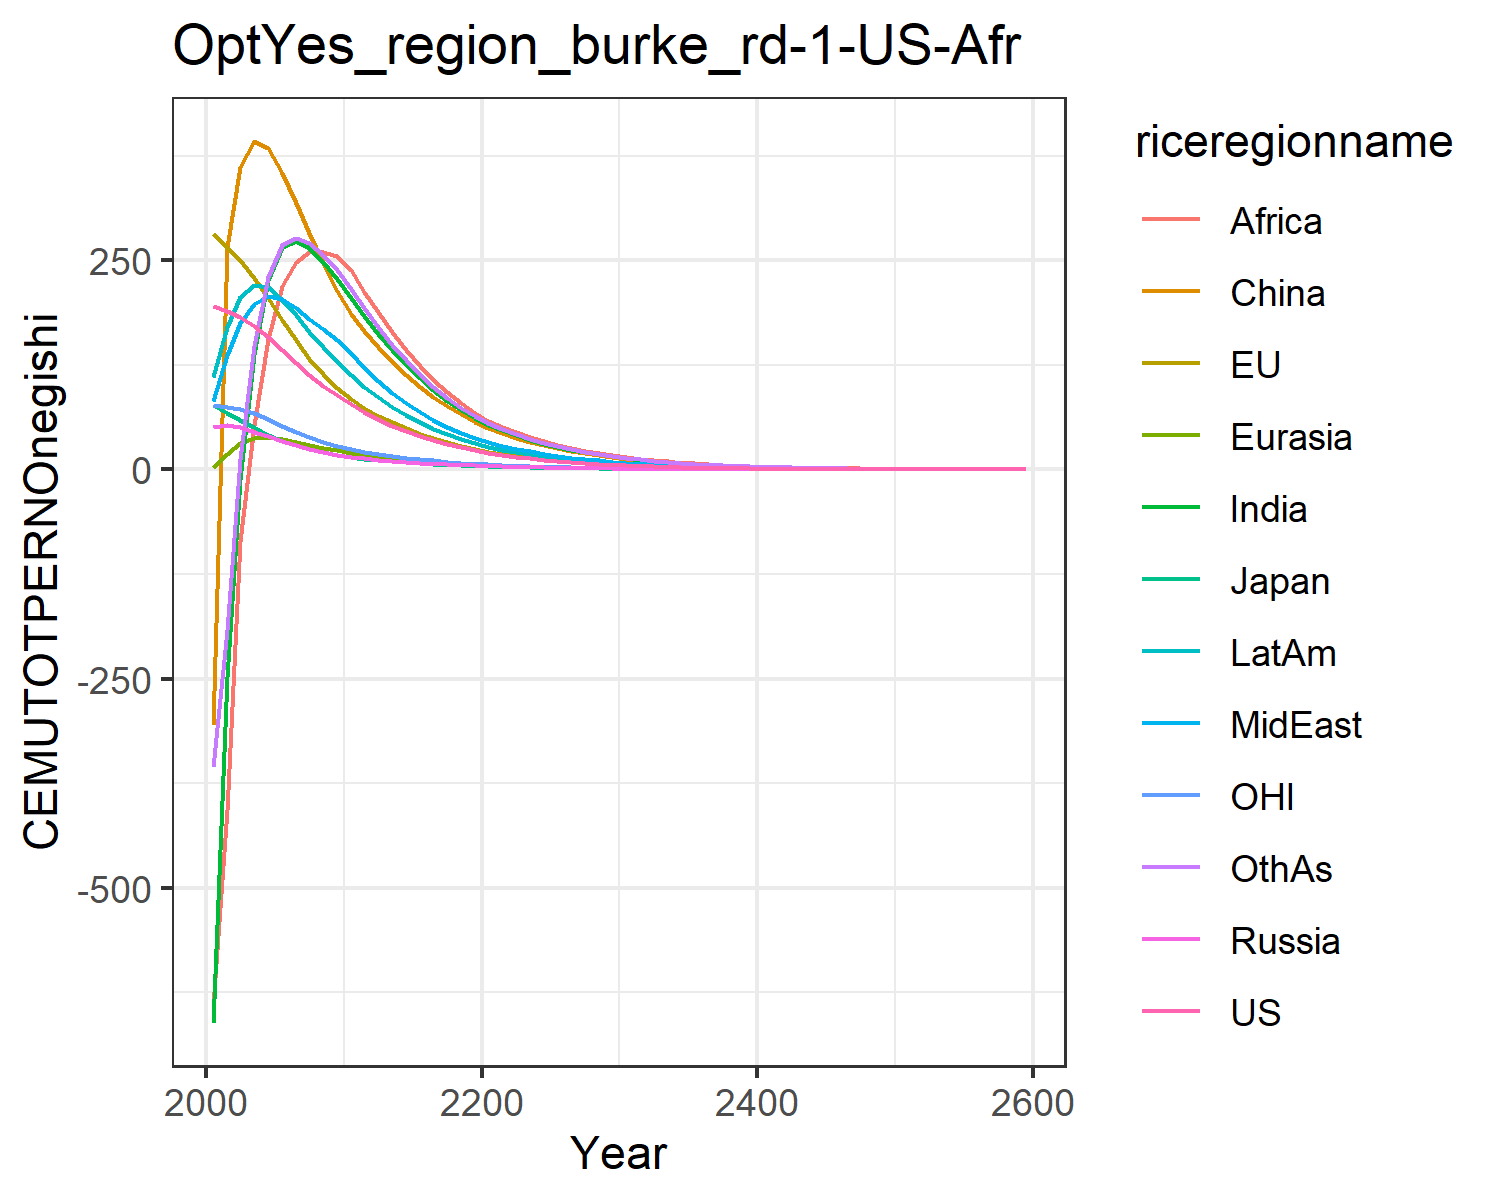 OptYes_region_burke_rd-1-US-Afr
CEMUTOTPERNOnegishi
250
0
-250
-500
2000
2200
2400
2600
Year
riceregionname
Africa
China
EU
Eurasia
India
Japan
LatAm
MidEast
OHI
OthAs
Russia
US